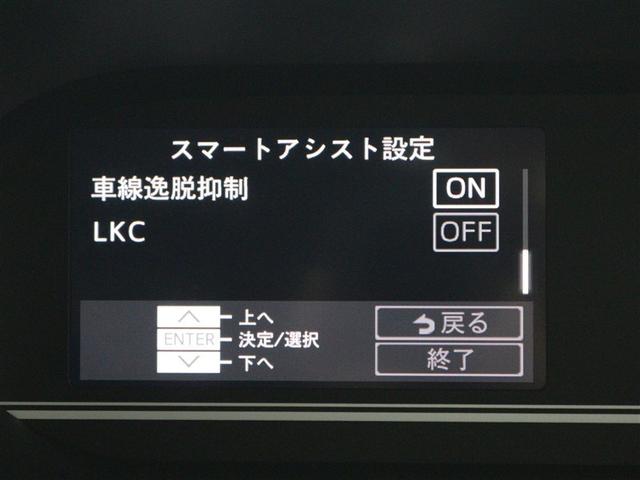 スマートアシスト設定
車線逸脱抑制 ON
LKC OFF
上へ
ENTER 決定/選択
下へ
戻る
終了